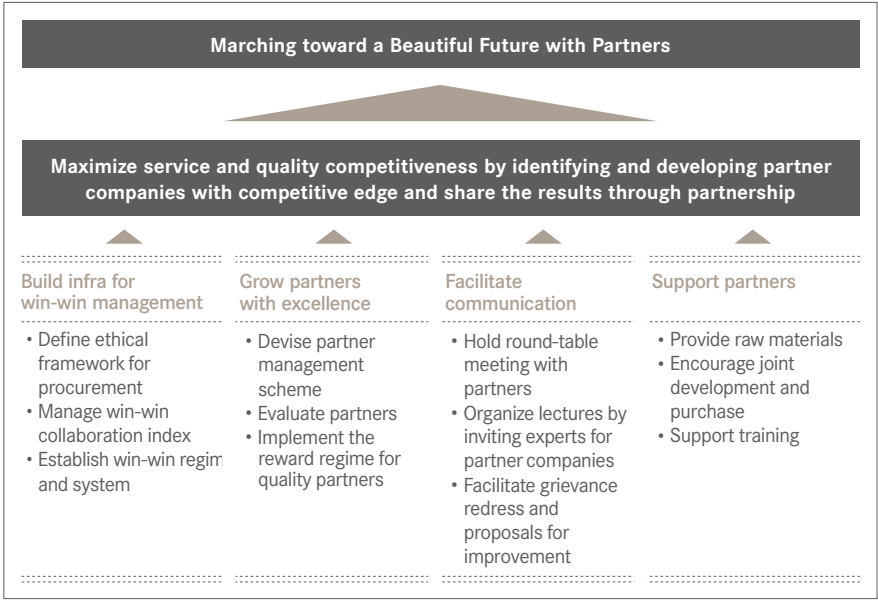 Marching toward a Beautiful Future with Partners
Maximize service and quality competitiveness by identifying and developing partner
companies with competitive edge and share the results through partnership
Build infra for
win-win management
• Define ethical
framework for
procurement
• Manage win-win
collaboration index
• Establish win-win regim
and system
Grow partners
with excellence
• Devise partner
management
scheme
• Evaluate partners
• Implement the
reward regime for
quality partners
Facilitate
communication
• Hold round-table
meeting with
partners
• Organize lectures by
inviting experts for
partner companies
• Facilitate grievance
redress and
proposals for
improvement
Support partners
• Provide raw materials
• Encourage joint
development and
purchase
• Support training